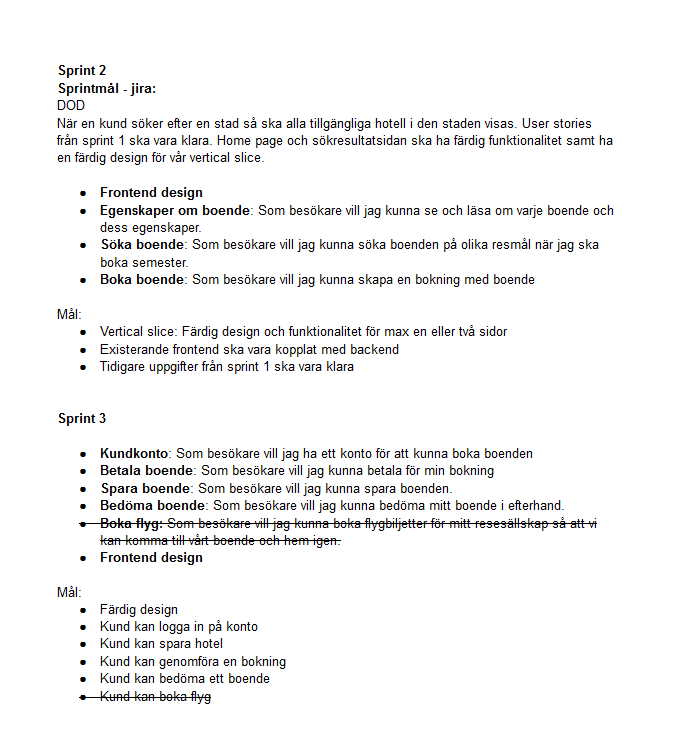 Sprint 2
Sprintmål - jira:
DOD
När en kund söker efter en stad så ska alla tillgängliga hotell i den staden visas. User stories
från sprint 1 ska vara klara. Home page och sökresultatsidan ska ha färdig funktionalitet samt ha
en färdig design för vår vertical slice.
● Frontend design
● Egenskaper om boende: Som besökare vill jag kunna se och läsa om varje boende och
dess egenskaper.
● Söka boende: Som besökare vill jag kunna söka boenden på olika resmål när jag ska
boka semester.
● Boka boende: Som besökare vill jag kunna skapa en bokning med boende
Mål:
● Vertical slice: Färdig design och funktionalitet för max en eller två sidor
● Existerande frontend ska vara kopplat med backend
● Tidigare uppgifter från sprint 1 ska vara klara
Sprint 3
● Kundkonto: Som besökare vill jag ha ett konto för att kunna boka boenden
● Betala boende: Som besökare vill jag kunna betala för min bokning
● Spara boende: Som besökare vill jag kunna spara boenden.
● Bedöma boende: Som besökare vill jag kunna bedöma mitt boende i efterhand.
● Boka flyg: Som besökare vill jag kunna boka flygbiljetter för mitt resesällskap så att vi
kan komma till vårt boende och hem igen.
● Frontend design
Mål:
● Färdig design
● Kund kan logga in på konto
● Kund kan spara hotel
● Kund kan genomföra en bokning
● Kund kan bedöma ett boende
● Kund kan boka flyg